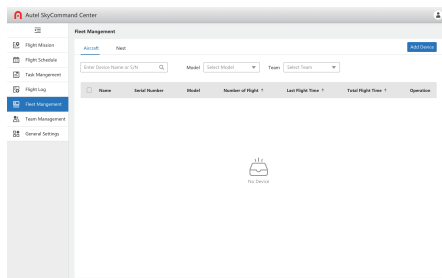 Autel SkyCommand Center
Fleet Mangement
Flight Mission
Flight Schedule
Task Mangement
Flight Log
Fleet Mangement
Team Management
General Settings
Aircraft Nest
Add Device
Enter Device Name or S/N Model Select Model Team Select Team
Name Serial Number Model Number of Flight Last Flight Time Total Flight Time Operation
No Device